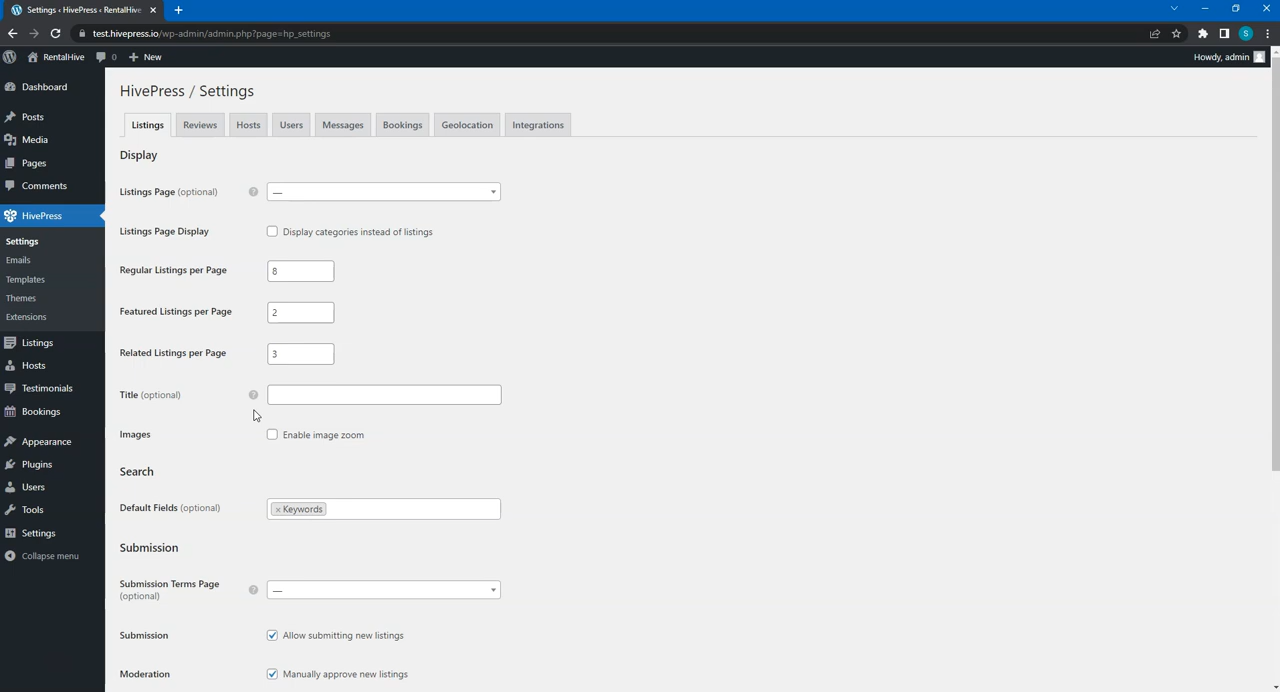 Settings ‹ HivePress ‹ RentalHive
test.hivepress.io/wp-admin/admin.php?page=hp_settings
S
RentalHive 0 New Howdy, admin
Dashboard
Posts
Media
Pages
Comments
HivePress
Settings
Emails
Templates
Themes
Extensions
Listings
Hosts
Testimonials
Bookings
Appearance
Plugins
Users
Tools
Settings
Collapse menu
HivePress / Settings
Listings Reviews Hosts Users Messages Bookings Geolocation Integrations
Display
Listings Page (optional) ? —
Listings Page Display Display categories instead of listings
Regular Listings per Page 8
Featured Listings per Page 2
Related Listings per Page 3
Title (optional) ?
Images Enable image zoom
Search
Default Fields (optional) × Keywords
Submission
Submission Terms Page ? —
(optional)
Submission Allow submitting new listings
Moderation Manually approve new listings